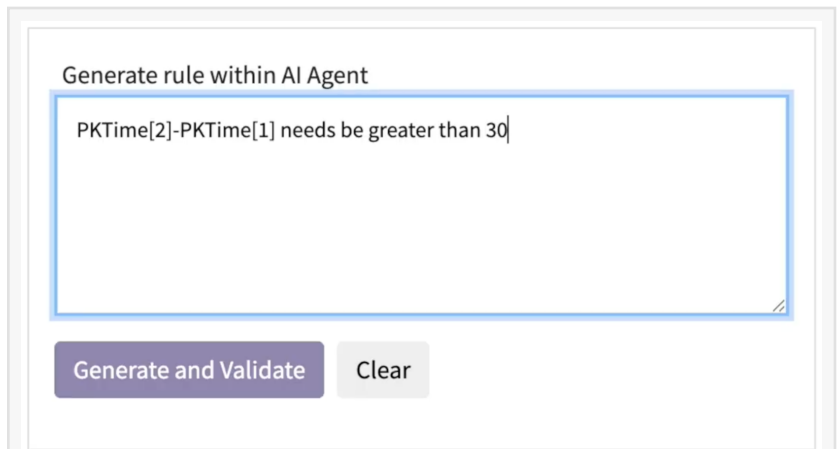 Generate rule within AI Agent
PKTime[2]-PKTime[1] needs be greater than 30
Generate and Validate
Clear